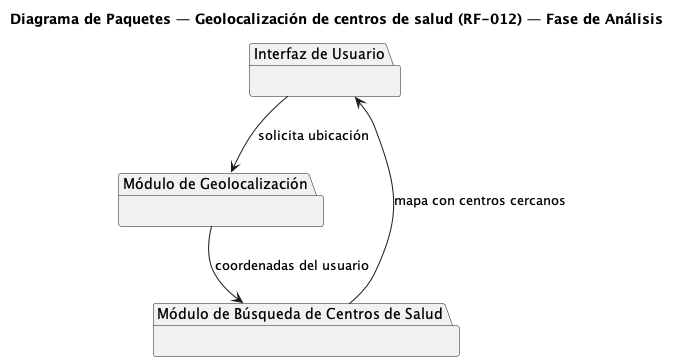 Diagrama de Paquetes — Geolocalización de centros de salud (RF-012) — Fase de Análisis
Interfaz de Usuario
solicita ubicación
Módulo de Geolocalización
mapa con centros cercanos
coordenadas del usuario
Módulo de Búsqueda de Centros de Salud